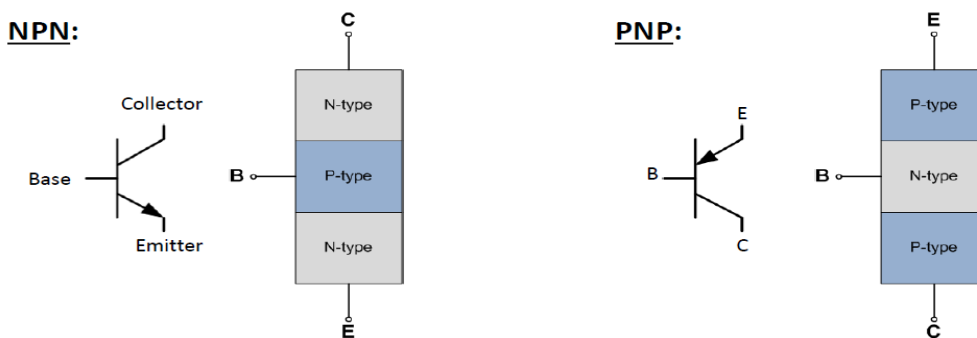 NPN:
C
Collector
Base
Emitter
N-type
B
P-type
N-type
E
PNP:
E
E
B
C
P-type
B
N-type
P-type
C